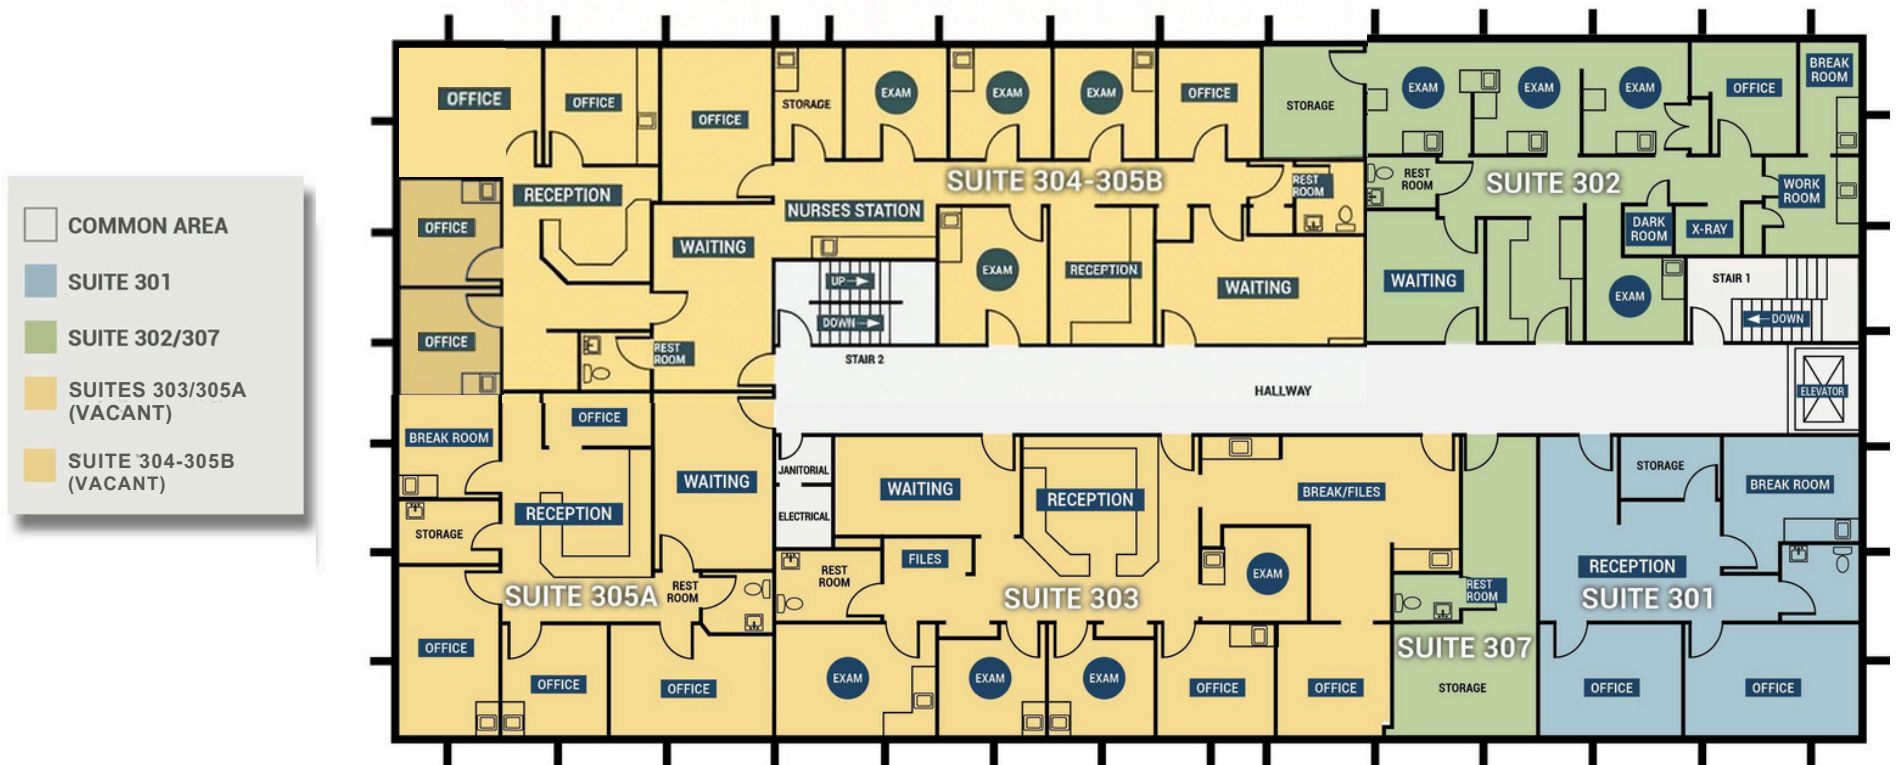 COMMON AREA
SUITE 301
SUITE 302/307
SUITES 303/305A
(VACANT)
SUITE 304-305B
(VACANT)
OFFICE
OFFICE
OFFICE
STORAGE
EXAM
EXAM
EXAM
OFFICE
STORAGE
EXAM
EXAM
EXAM
OFFICE
BREAK
ROOM
RECEPTION
SUITE 304-305B
REST
ROOM
REST
ROOM
SUITE 302
WORK
ROOM
OFFICE
NURSES STATION
WAITING
DARK
ROOM
X-RAY
EXAM
RECEPTION
WAITING
WAITING
EXAM
STAIR 1
UP
DOWN
DOWN
OFFICE
REST
ROOM
STAIR 2
HALLWAY
ELEVATOR
BREAK ROOM
OFFICE
WAITING
JANITORIAL
ELECTRICAL
WAITING
RECEPTION
BREAK/FILES
STORAGE
BREAK ROOM
STORAGE
RECEPTION
REST
ROOM
FILES
EXAM
RECEPTION
SUITE 305A
REST
ROOM
SUITE 303
REST
ROOM
SUITE 301
OFFICE
OFFICE
OFFICE
EXAM
EXAM
EXAM
OFFICE
OFFICE
SUITE 307
STORAGE
OFFICE
OFFICE